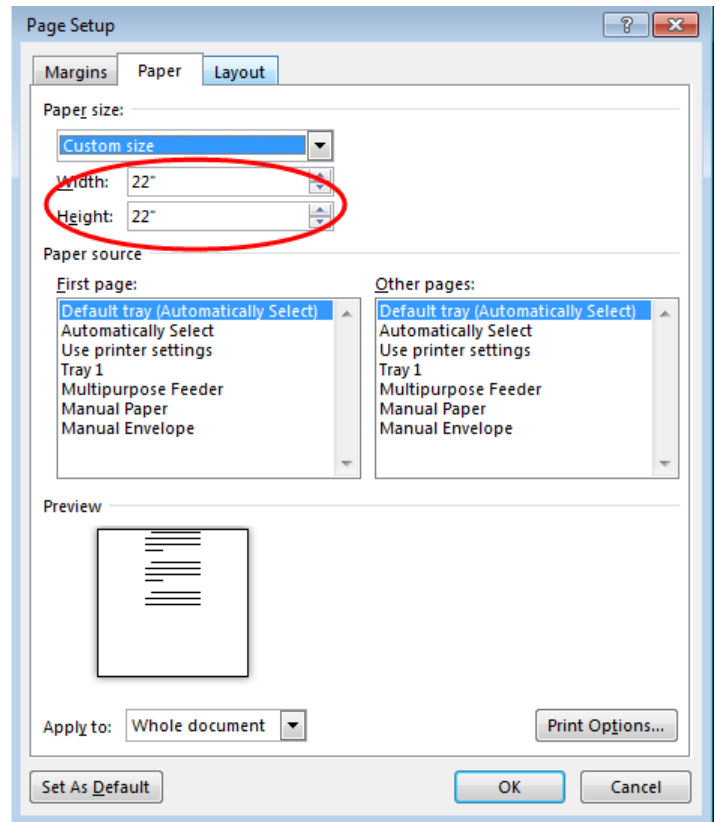 Page Setup
Margins Paper Layout
Paper size:
Custom size
Width: 22"
Height: 22"
Paper source
First page:
Default tray (Automatically Select)
Automatically Select
Use printer settings
Tray 1
Multipurpose Feeder
Manual Paper
Manual Envelope
Other pages:
Default tray (Automatically Select)
Automatically Select
Use printer settings
Tray 1
Multipurpose Feeder
Manual Paper
Manual Envelope
Preview
Apply to: Whole document
Print Options...
Set As Default OK Cancel